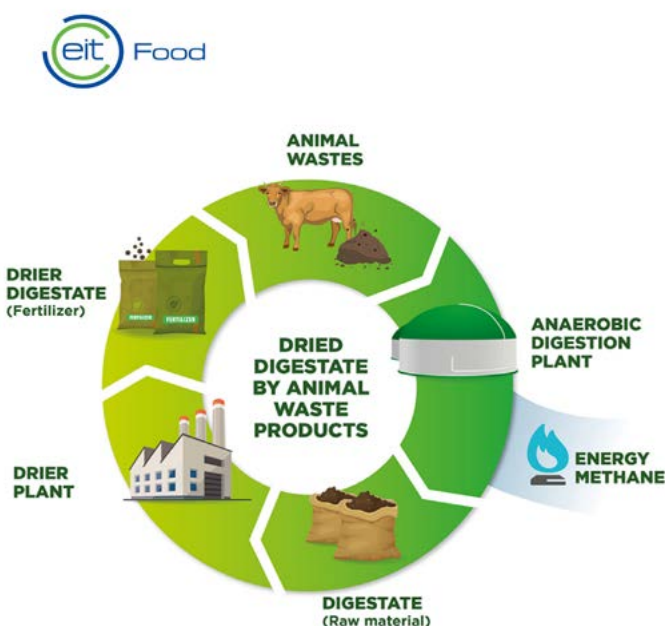 eit Food
ANIMAL
WASTES
DRIER
DIGESTATE
(Fertilizer)
FERTILIZER
FERTILIZER
DRIED
DIGESTATE
BY ANIMAL
WASTE
PRODUCTS
ANAEROBIC
DIGESTION
PLANT
ENERGY
METHANE
DRIER
PLANT
DIGESTATE
(Raw material)